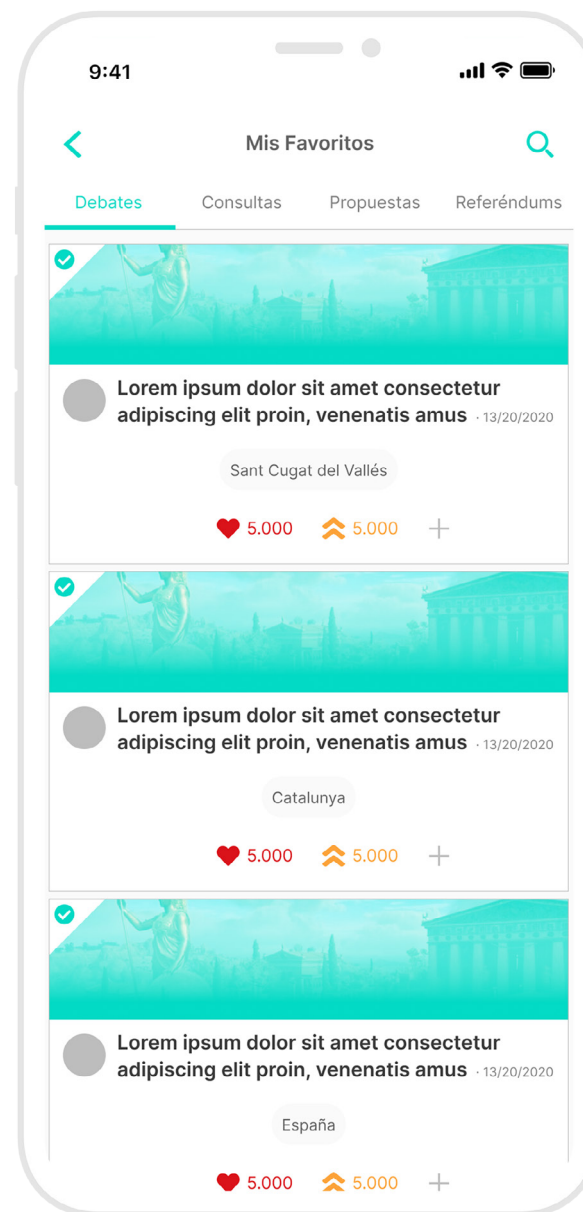 9:41
Mis Favoritos
Debates Consultas Propuestas Referéndums
Lorem ipsum dolor sit amet consectetur
adipiscing elit proin, venenatis amus · 13/20/2020
Sant Cugat del Vallés
5.000 5.000
Lorem ipsum dolor sit amet consectetur
adipiscing elit proin, venenatis amus · 13/20/2020
Catalunya
5.000 5.000
Lorem ipsum dolor sit amet consectetur
adipiscing elit proin, venenatis amus · 13/20/2020
España
5.000 5.000